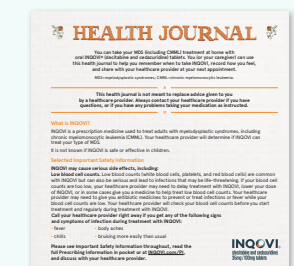 HEALTH JOURNAL
You can take your MDS (including CMML) treatment at home with
oral INQOVI® (decitabine and cedazuridine) tablets. You (or your caregiver) can use
this health journal to help you remember when to take INQOVI, record how you feel,
and share with your healthcare provider at your next appointment.
MDS= myelodysplastic syndromes; CMML=chronic myelomonocytic leukemia.
This health journal is not meant to replace advice given to you
by a healthcare provider. Always contact your healthcare provider if you have
questions, or if you have any problems taking your medication as instructed.
What is INQOVI?
INQOVI is a prescription medicine used to treat adults with myelodysplastic syndromes, including
chronic myelomonocytic leukemia (CMML). Your healthcare provider will determine if INQOVI can
treat your type of MDS.
It is not known if INQOVI is safe or effective in children.
Selected Important Safety Information
INQOVI may cause serious side effects, including:
Low blood cell counts. Low blood counts (white blood cells, platelets, and red blood cells) are common
with INQOVI but can also be serious and lead to infections that may be life-threatening. If your blood cell
counts are too low, your healthcare provider may need to delay treatment with INQOVI, lower your dose
of INQOVI, or in some cases give you a medicine to help treat low blood cell counts. Your healthcare
provider may need to give you antibiotic medicines to prevent or treat infections or fever while your
blood cell counts are low. Your healthcare provider will check your blood cell counts before you start
treatment and regularly during treatment with INQOVI.
Call your healthcare provider right away if you get any of the following signs
and symptoms of infection during treatment with INQOVI:
- fever - body aches
- chills - bruising more easily than usual
Please see Important Safety Information throughout, read the
full Prescribing Information in pocket or at INQOVI.com/PI,
and discuss with your healthcare provider.
INQOVI
(decitabine and cedazuridine)
tablets 35mg / 100mg